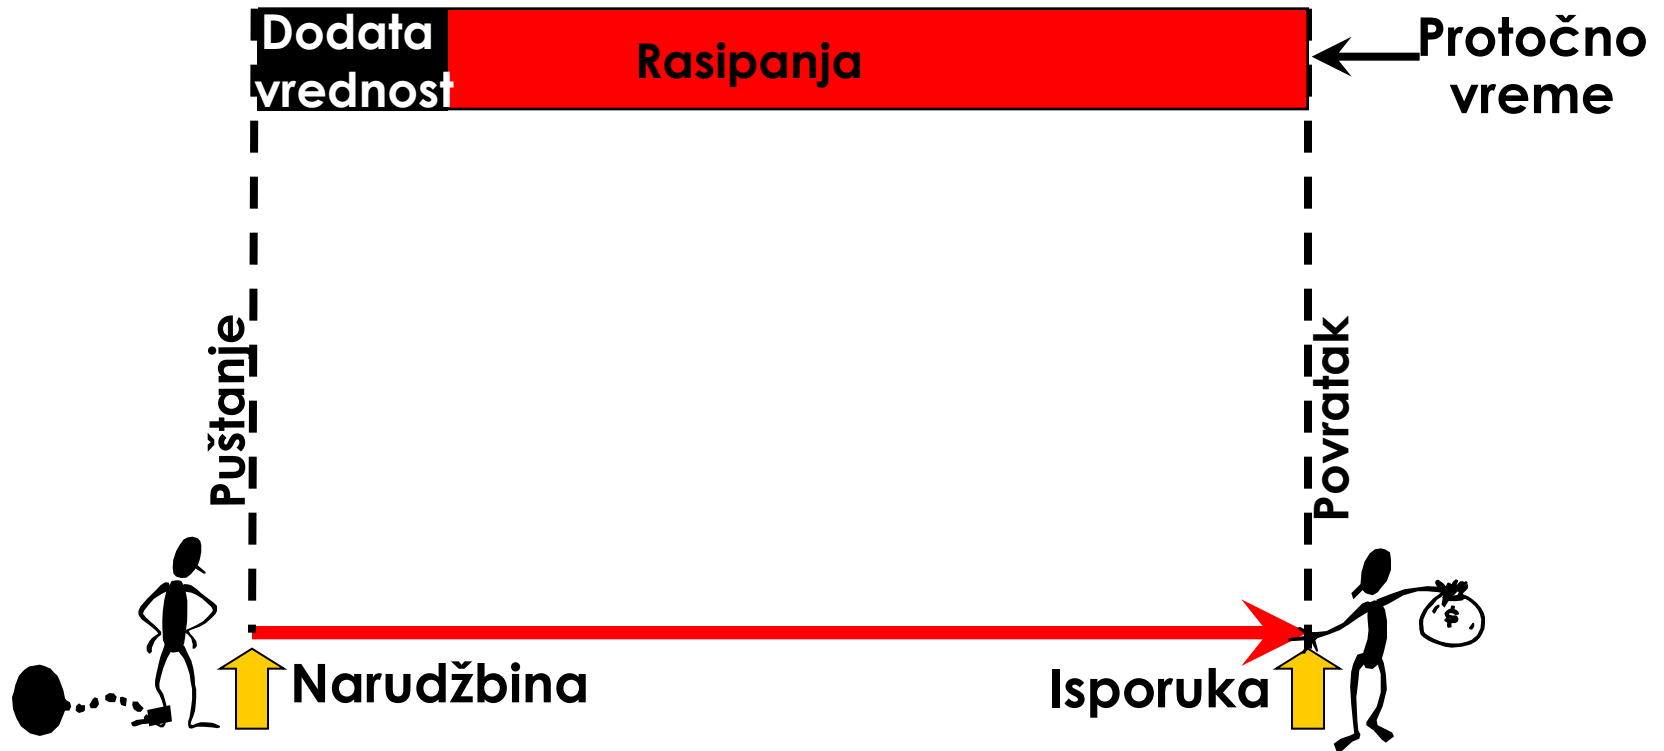 Dodata
vrednost
Rasipanja
Protočno
vreme
Puštanje
Povratak
$
Narudžbina
Isporuka